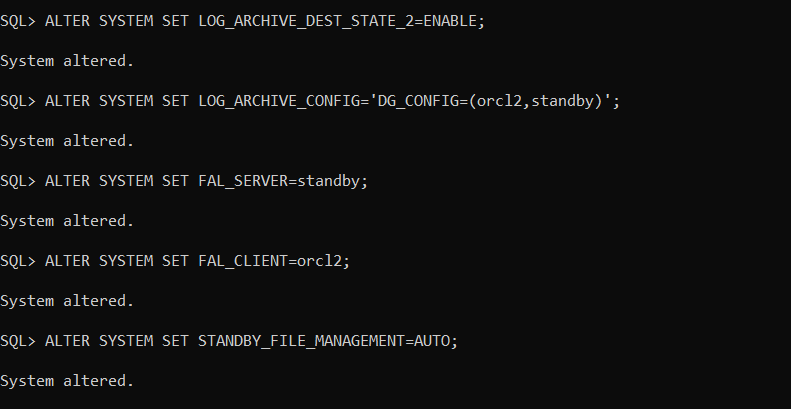 SQL> ALTER SYSTEM SET LOG_ARCHIVE_DEST_STATE_2=ENABLE;
System altered.
SQL> ALTER SYSTEM SET LOG_ARCHIVE_CONFIG='DG_CONFIG=(orcl2,standby)';
System altered.
SQL> ALTER SYSTEM SET FAL_SERVER=standby;
System altered.
SQL> ALTER SYSTEM SET FAL_CLIENT=orcl2;
System altered.
SQL> ALTER SYSTEM SET STANDBY_FILE_MANAGEMENT=AUTO;
System altered.